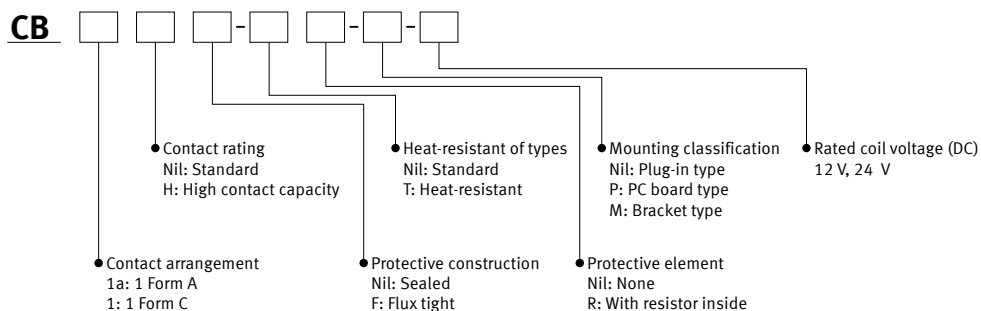 CB - - -
Contact rating
Nil: Standard
H: High contact capacity
Heat-resistant of types
Nil: Standard
T: Heat-resistant
Mounting classification
Nil: Plug-in type
P: PC board type
M: Bracket type
Rated coil voltage (DC)
12 V, 24 V
Contact arrangement
1a: 1 Form A
1: 1 Form C
Protective construction
Nil: Sealed
F: Flux tight
Protective element
Nil: None
R: With resistor inside